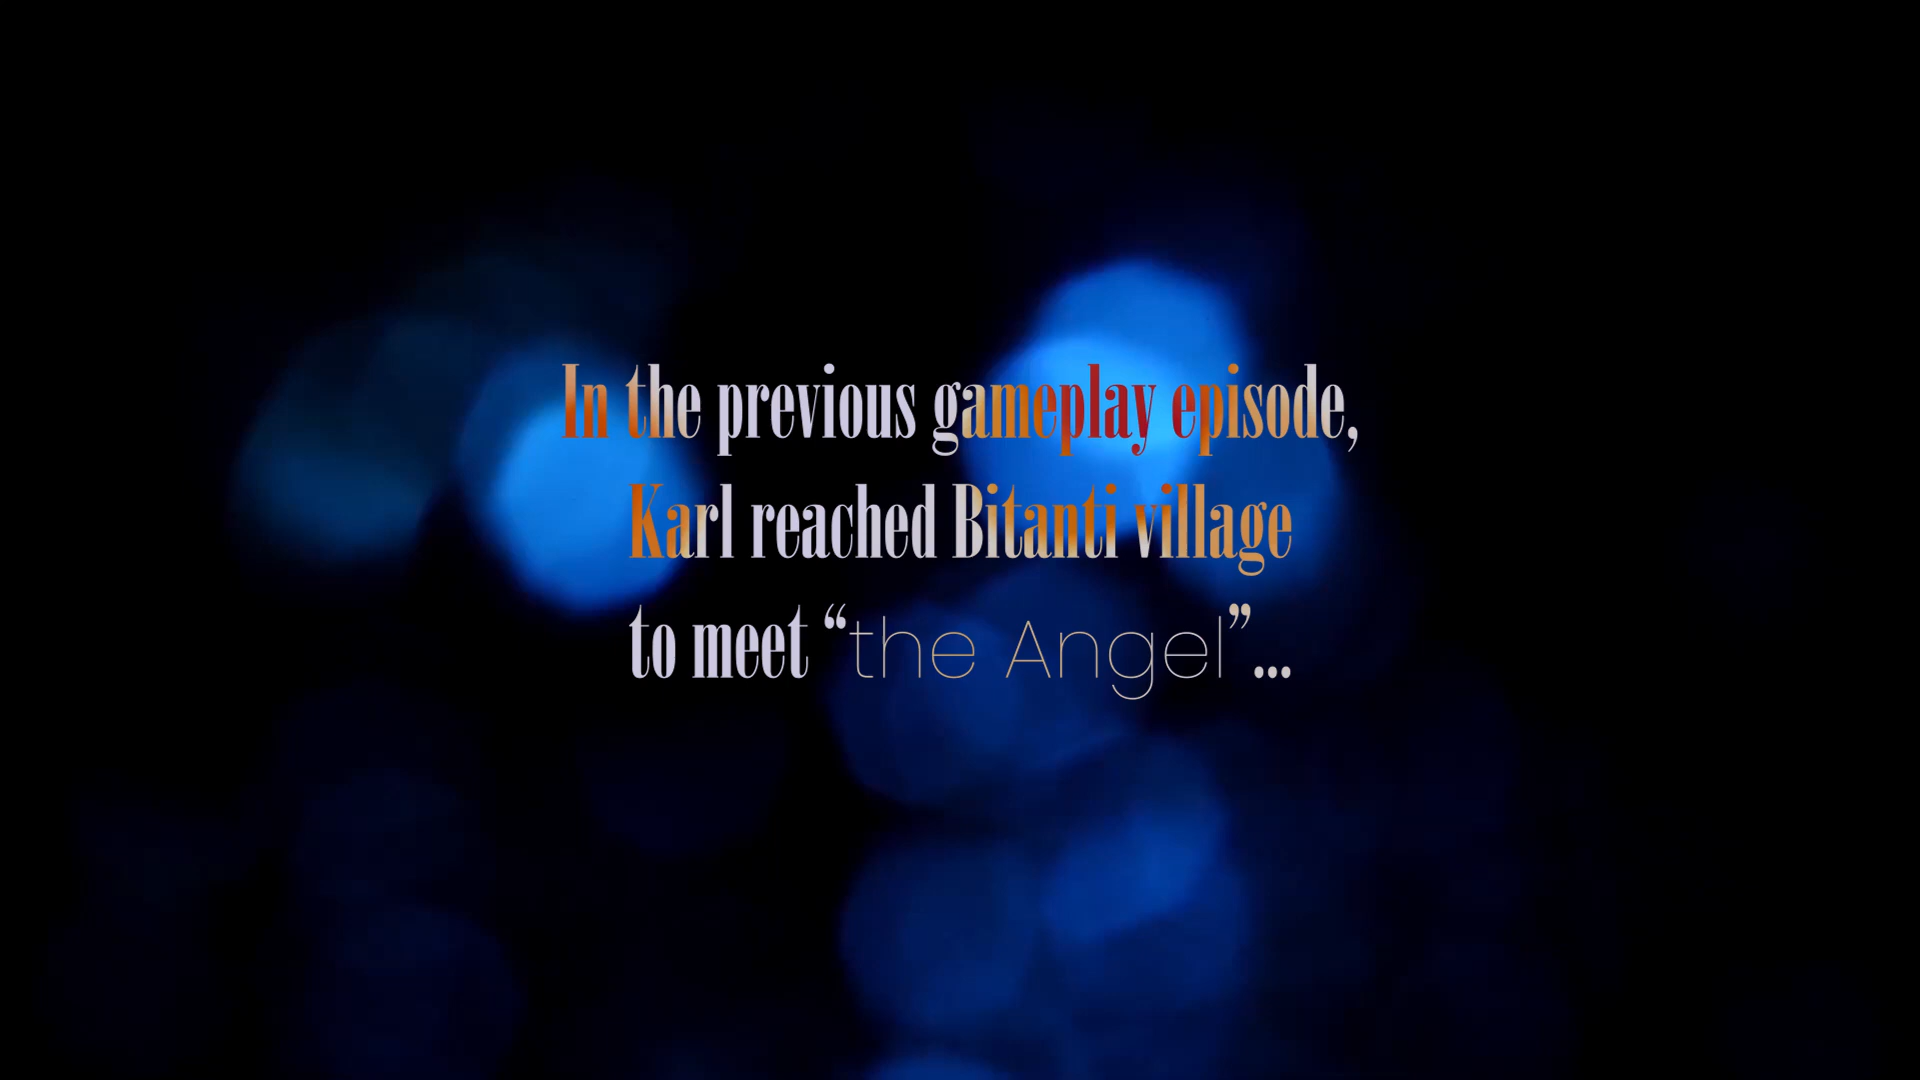 In the previous gameplay episode,
Karl reached Bitanti village
to meet “the Angel”...